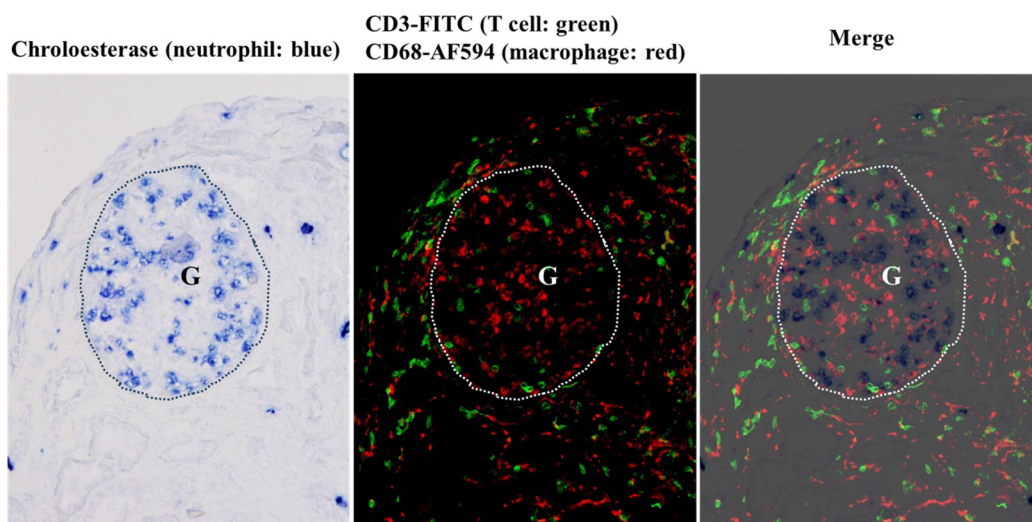 Chroloesterase (neutrophil: blue)
CD3-FITC (T cell: green)
CD68-AF594 (macrophage: red)
Merge
G
G
G